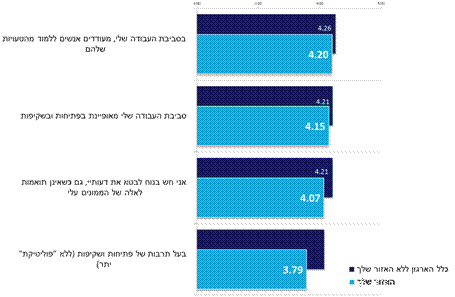 בסביבת העבודה שלי, מעודדים אנשים ללמוד מהטעויות
שלהם
4.26
4.20
סביבת העבודה שלי מאופיינת בפתיחות ובשקיפות
4.21
4.15
אני חש בנוח לבטא את דעותיי, גם כשאינן תואמות
לאלה של הממונים עלי
4.21
4.07
בעל תרבות של פתיחות ושקיפות (ללא "פוליטיקת"
יתר)
3.79
כלל הארגון ללא האזור שלך
האזור שלך